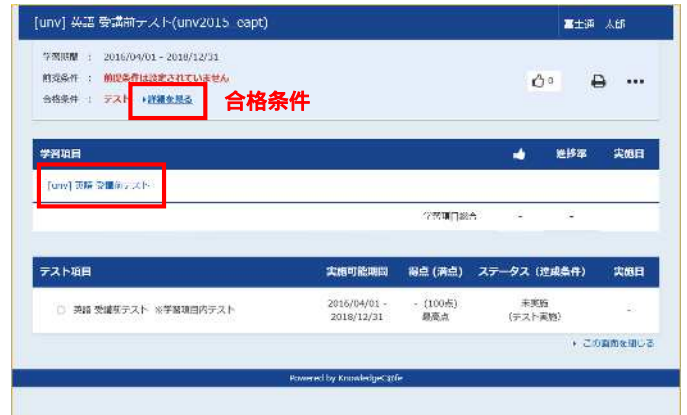 [unv] 英語 受講前テスト(unv2015_eapt)
富士通 太郎
学習期間 : 2016/04/01 - 2018/12/31
前提条件 : 前提条件は設定されていません
合格条件 : テスト 詳細を見る
合格条件
0
学習項目 進捗率 実施日
[unv] 英語 受講前テスト
学習項目総合 - -
テスト項目 実施可能期間 得点 (満点) ステータス (達成条件) 実施日
英語 受講前テスト ※学習項目内テスト 2016/04/01 - 2018/12/31 - (100点) 最高点 未実施 (テスト実施) -
この画面を閉じる
Powered by KnowledgeC@fe